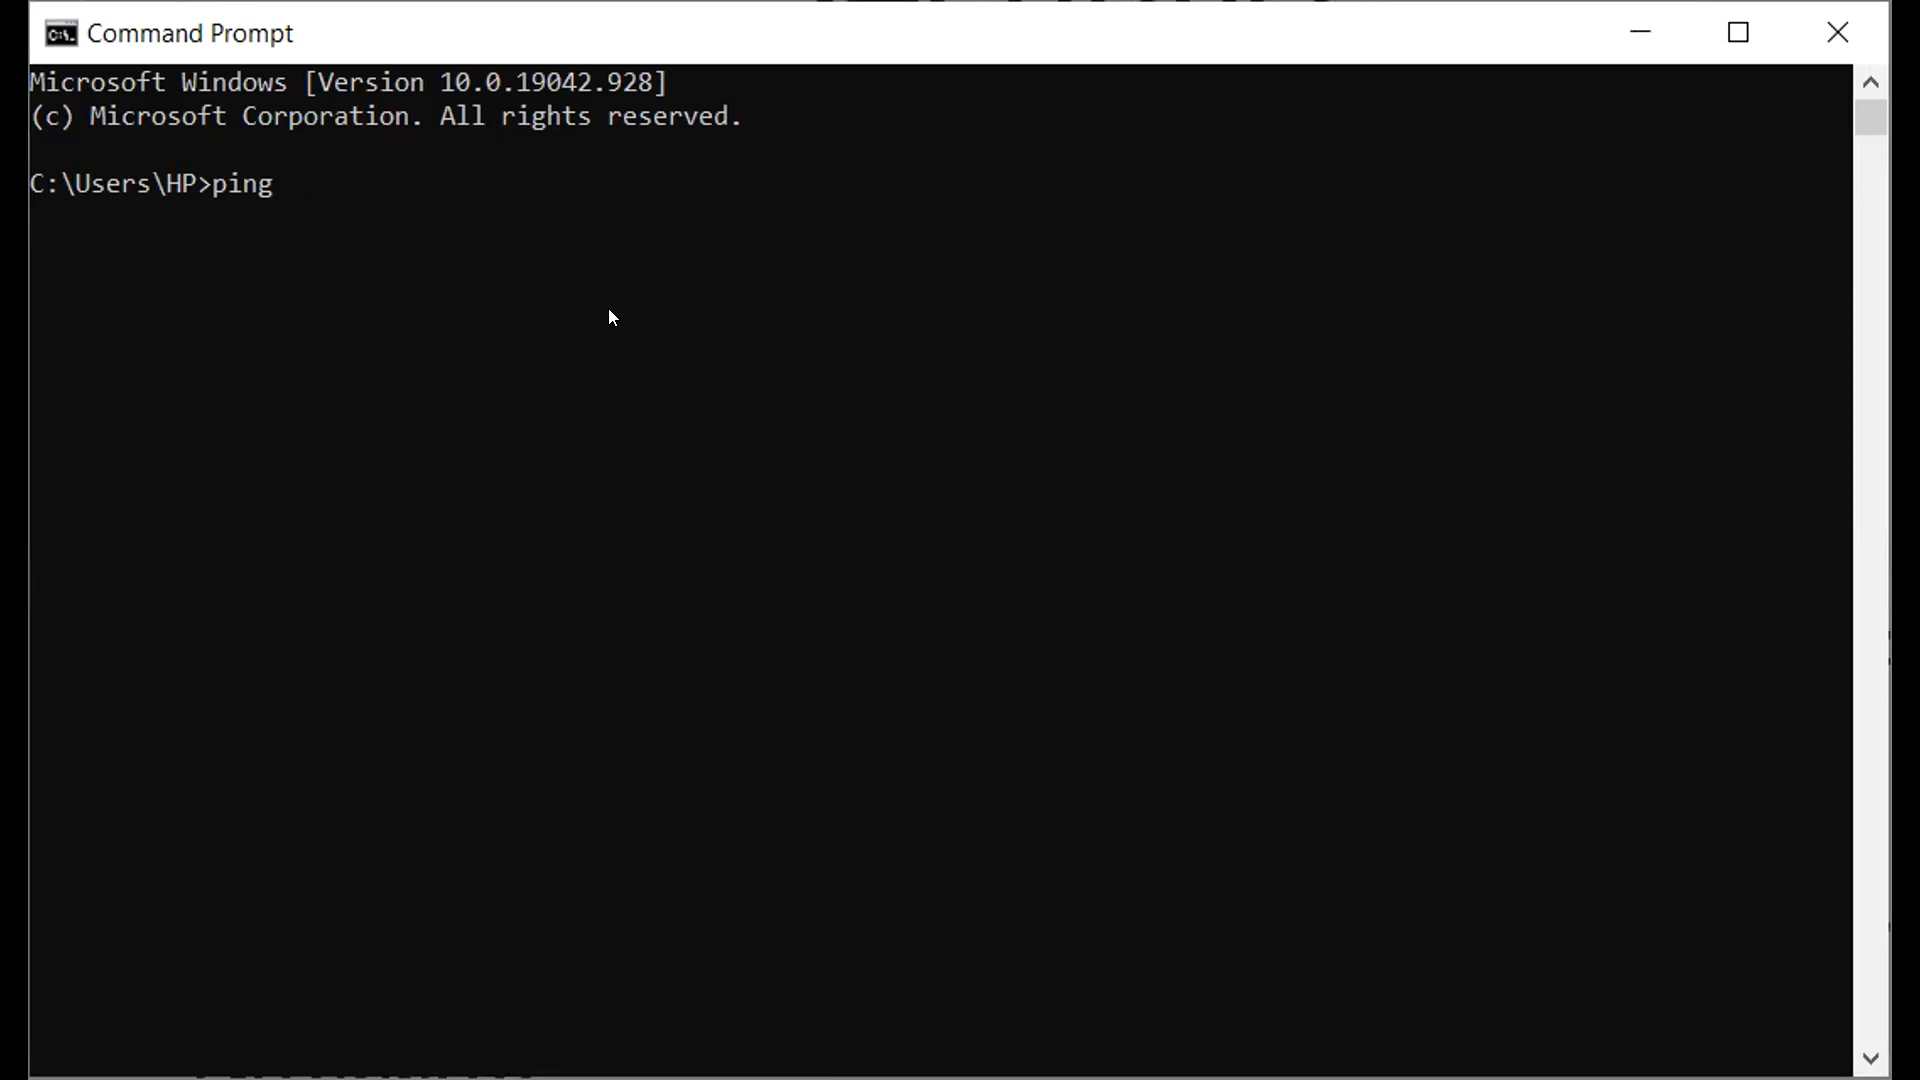 Command Prompt
Microsoft Windows [Version 10.0.19042.928]
(c) Microsoft Corporation. All rights reserved.
C:\Users\HP>ping